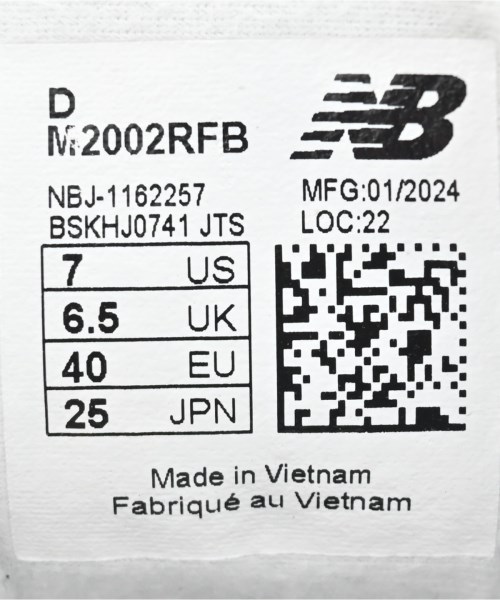 D
M2002RFB
NB
NBJ-1162257
BSKHJ0741 JTS
MFG:01/2024
LOC:22
7 US
6.5 UK
40 EU
25 JPN
Made in Vietnam
Fabriqué au Vietnam